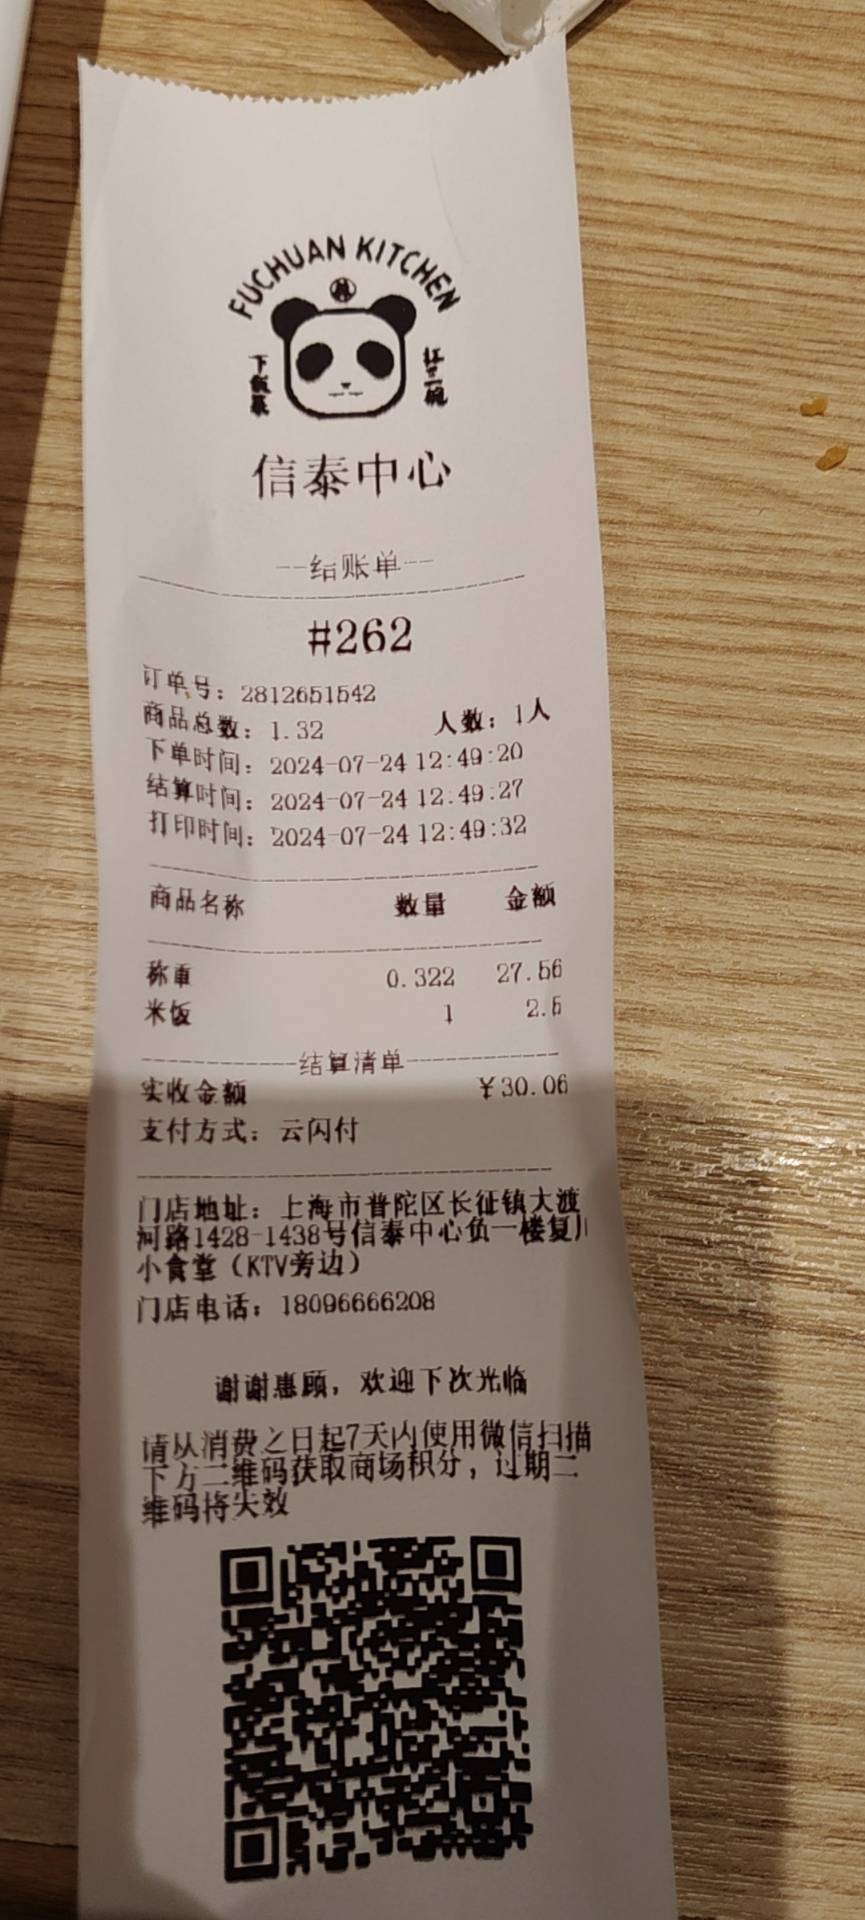 FUCHUAN KITCHEN
下飯菜
扛三碗
信泰中心
--结账单--
#262
订单号：2812651542
商品总数：1.32 人数：1人
下单时间：2024-07-24 12:49:20
结算时间：2024-07-24 12:49:27
打印时间：2024-07-24 12:49:32
商品名称 数量 金额
称重 0.322 27.56
米饭 1 2.5
结算清单
实收金额 ￥30.06
支付方式：云闪付
门店地址：上海市普陀区长征镇大渡
河路1428-1438号信泰中心负一楼复川
小食堂（KTV旁边）
门店电话：18096666208
谢谢惠顾，欢迎下次光临
请从消费之日起7天内使用微信扫描
下方二维码获取商场积分，过期二
维码将失效